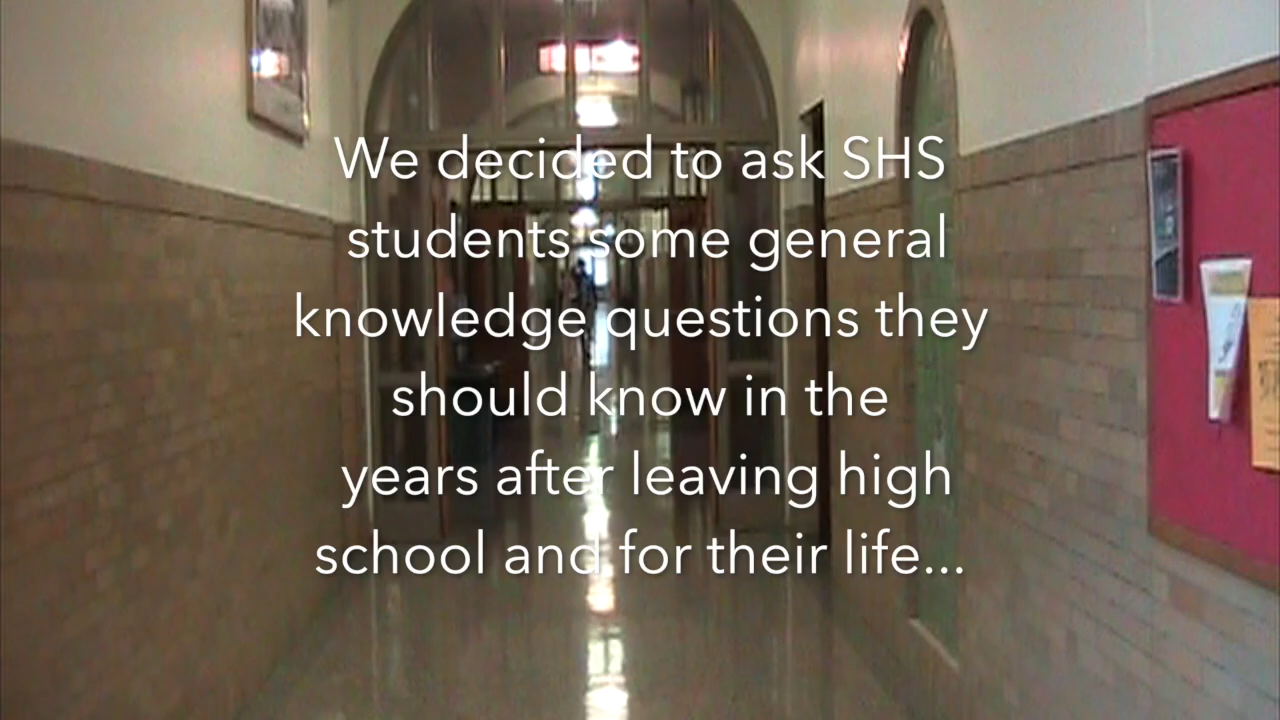 We decided to ask SHS
students some general
knowledge questions they
should know in the
years after leaving high
school and for their life...